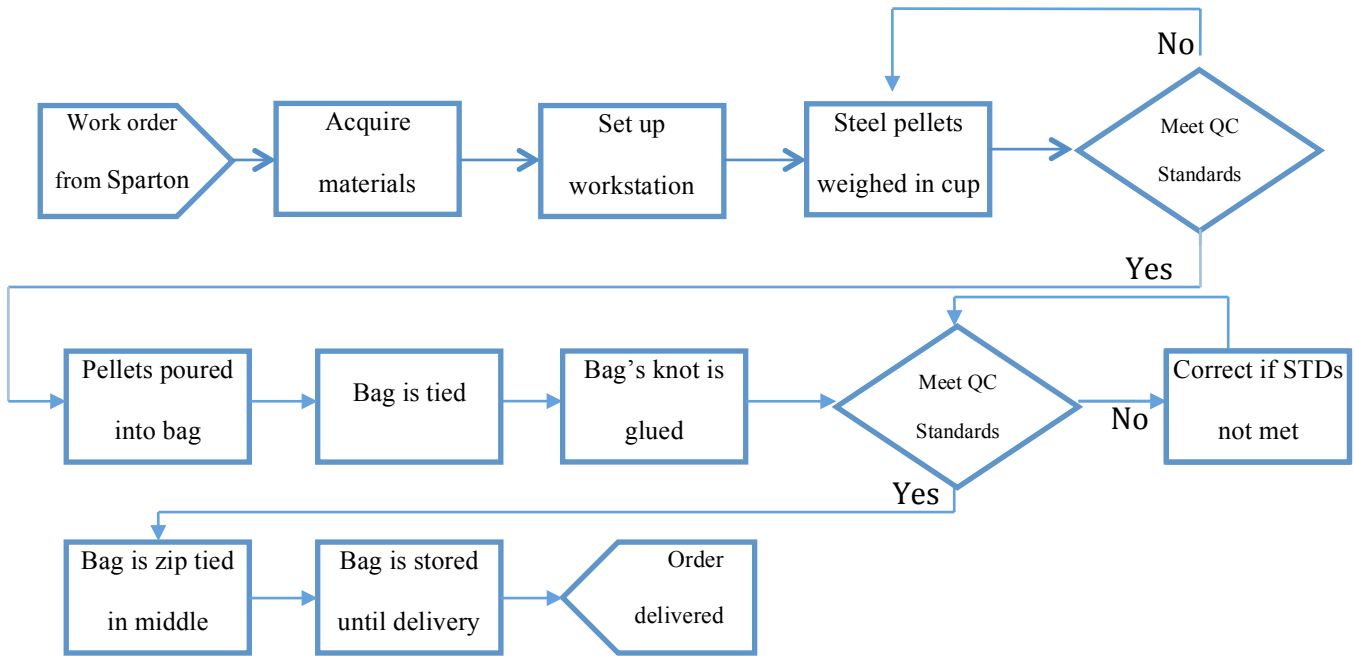 No
Work order
from Sparton
Acquire
materials
Set up
workstation
Steel pellets
weighed in cup
Meet QC
Standards
Yes
Pellets poured
into bag
Bag is tied
Bag’s knot is
glued
Meet QC
Standards
No
Correct if STDs
not met
Yes
Bag is zip tied
in middle
Bag is stored
until delivery
Order
delivered